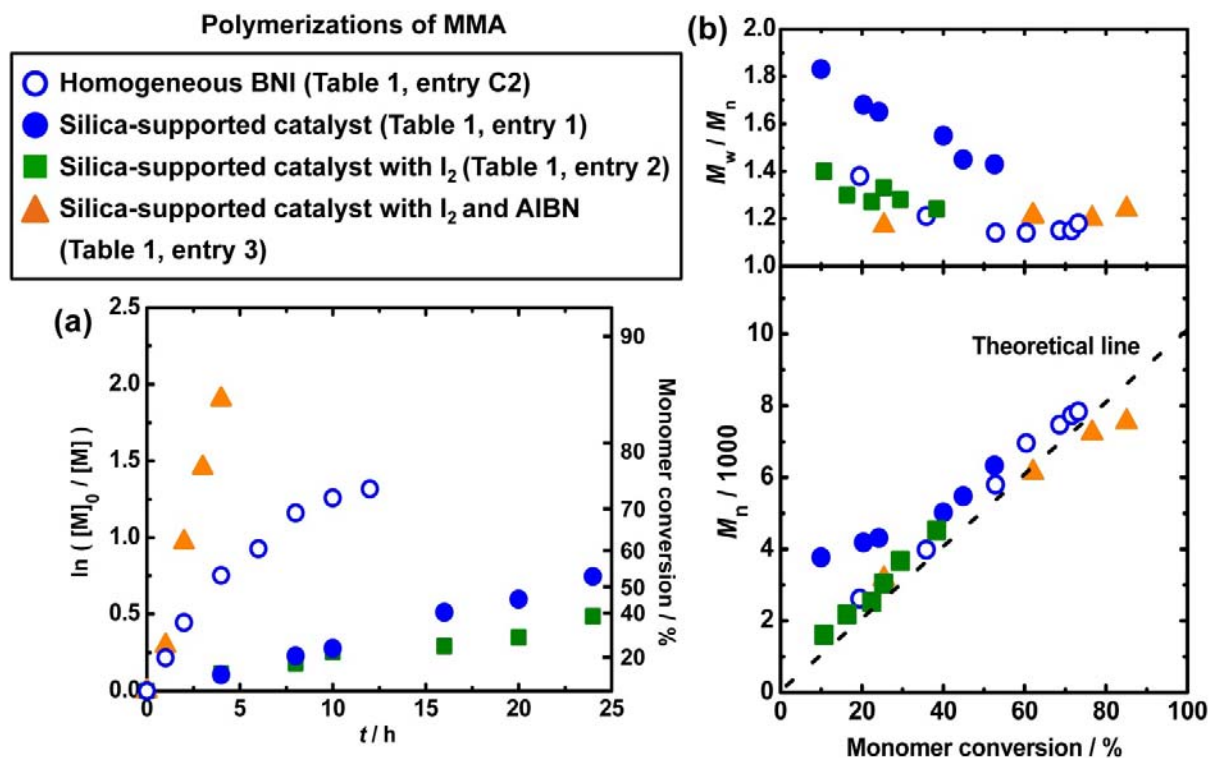 Polymerizations of MMA
Homogeneous BNI (Table 1, entry C2)
Silica-supported catalyst (Table 1, entry 1)
Silica-supported catalyst with I₂ (Table 1, entry 2)
Silica-supported catalyst with I₂ and AIBN
(Table 1, entry 3)
(a)
2.5
2.0
1.5
1.0
0.5
0.0
ln ( [M]₀ / [M] )
0
5
10
15
20
25
t / h
90
80
70
60
50
40
20
Monomer conversion / %
(b)
2.0
1.8
1.6
1.4
1.2
1.0
Mw / Mn
Theoretical line
10
8
6
4
2
0
Mn / 1000
0
20
40
60
80
100
Monomer conversion / %